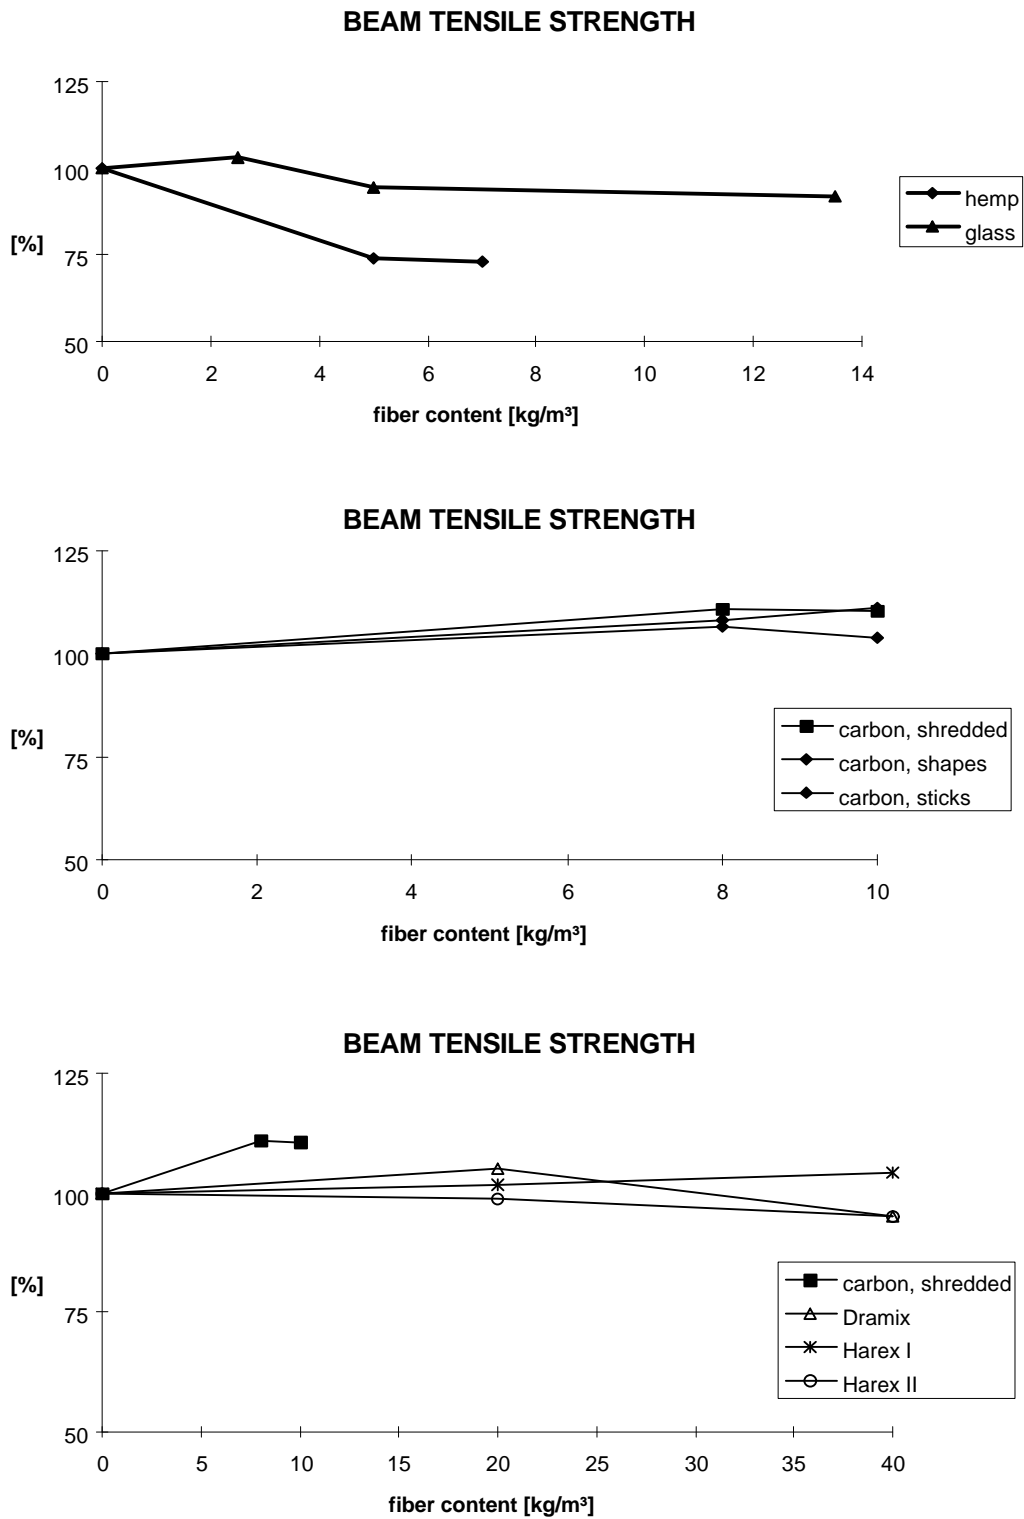 BEAM TENSILE STRENGTH
125
100
75
50
[%]
0 2 4 6 8 10 12 14
fiber content [kg/m³]
hemp
glass
BEAM TENSILE STRENGTH
125
100
75
50
[%]
0 2 4 6 8 10
fiber content [kg/m³]
carbon, shredded
carbon, shapes
carbon, sticks
BEAM TENSILE STRENGTH
125
100
75
50
[%]
0 5 10 15 20 25 30 35 40
fiber content [kg/m³]
carbon, shredded
Dramix
Harex I
Harex II